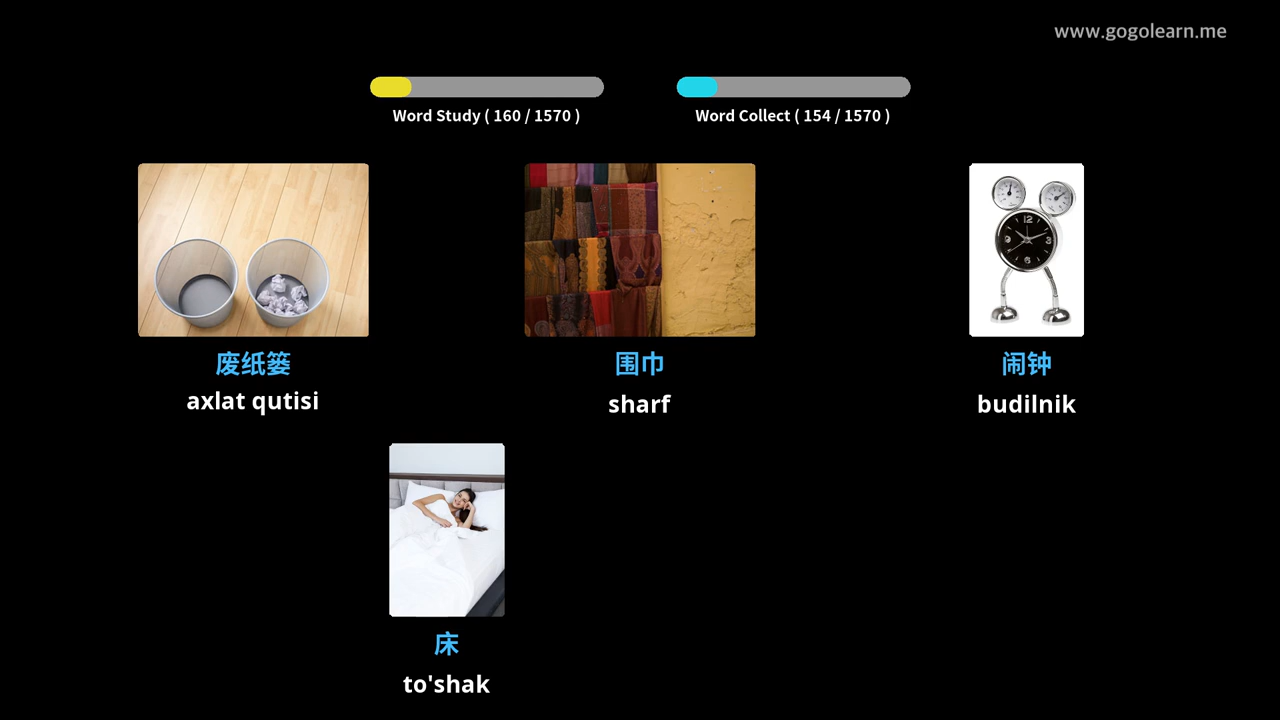 www.gogolearn.me
Word Study ( 160 / 1570 )
Word Collect ( 154 / 1570 )
废纸篓
axlat qutisi
围巾
sharf
闹钟
budilnik
床
to'shak